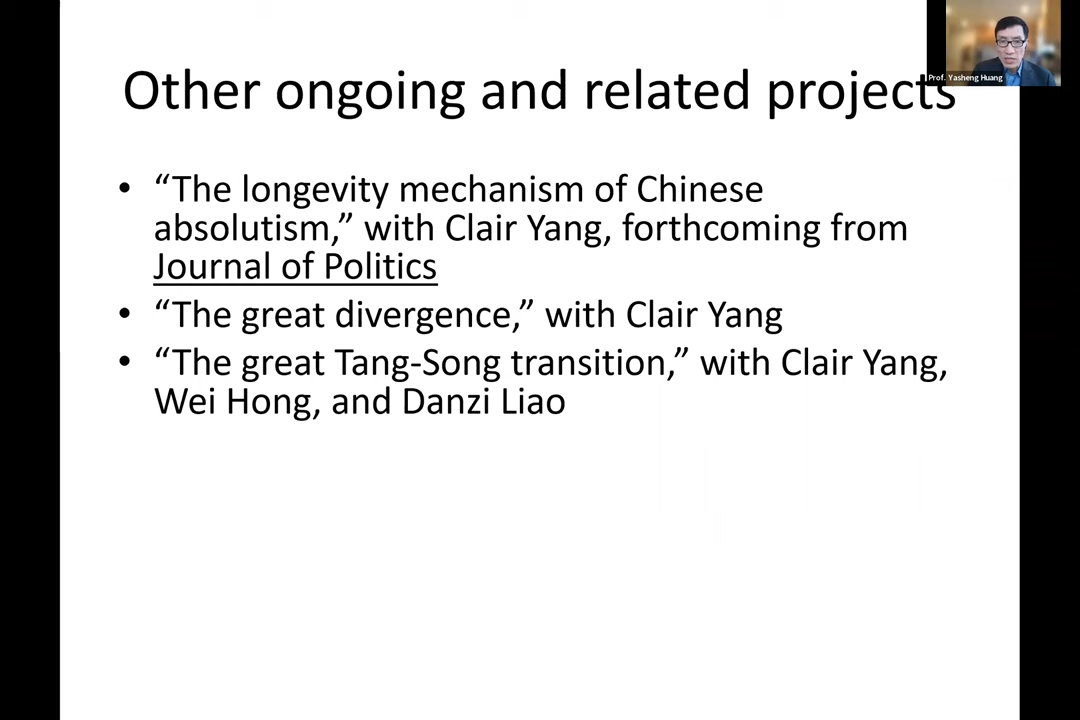 Prof. Yasheng Huang
Other ongoing and related projects
• “The longevity mechanism of Chinese
absolutism,” with Clair Yang, forthcoming from
Journal of Politics
• “The great divergence,” with Clair Yang
• “The great Tang-Song transition,” with Clair Yang,
Wei Hong, and Danzi Liao